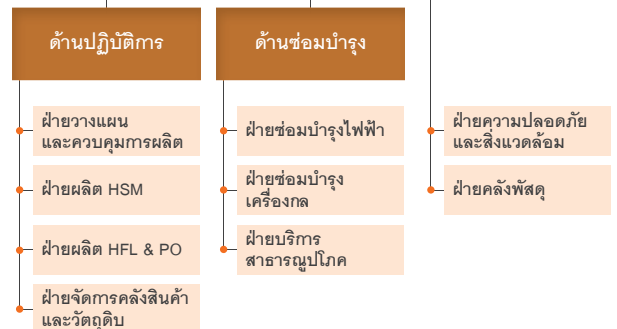 ด้านปฏิบัติการ
ฝ่ายวางแผน
และควบคุมการผลิต
ฝ่ายผลิต HSM
ฝ่ายผลิต HFL & PO
ฝ่ายจัดการคลังสินค้า
และวัตถุดิบ
ด้านซ่อมบำรุง
ฝ่ายซ่อมบำรุงไฟฟ้า
ฝ่ายซ่อมบำรุง
เครื่องกล
ฝ่ายบริการ
สาธารณูปโภค
ฝ่ายความปลอดภัย
และสิ่งแวดล้อม
ฝ่ายคลังพัสดุ